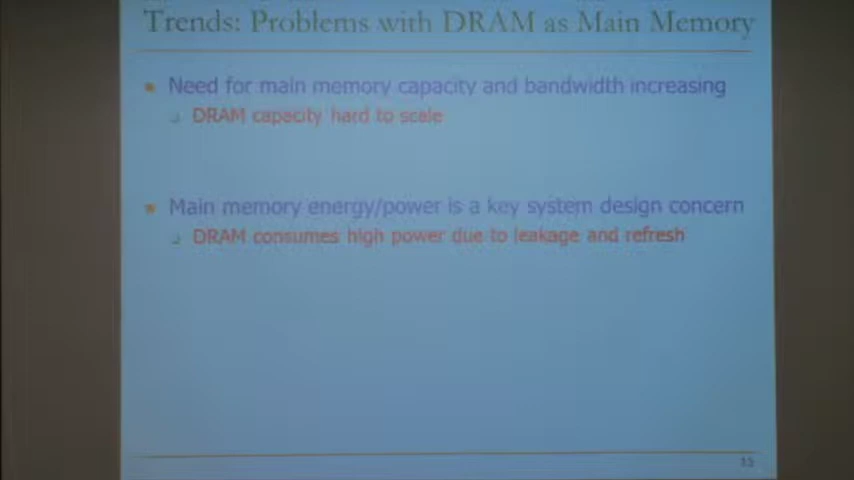 Trends: Problems with DRAM as Main Memory
Need for main memory capacity and bandwidth increasing
DRAM capacity hard to scale
Main memory energy/power is a key system design concern
DRAM consumes high power due to leakage and refresh
15